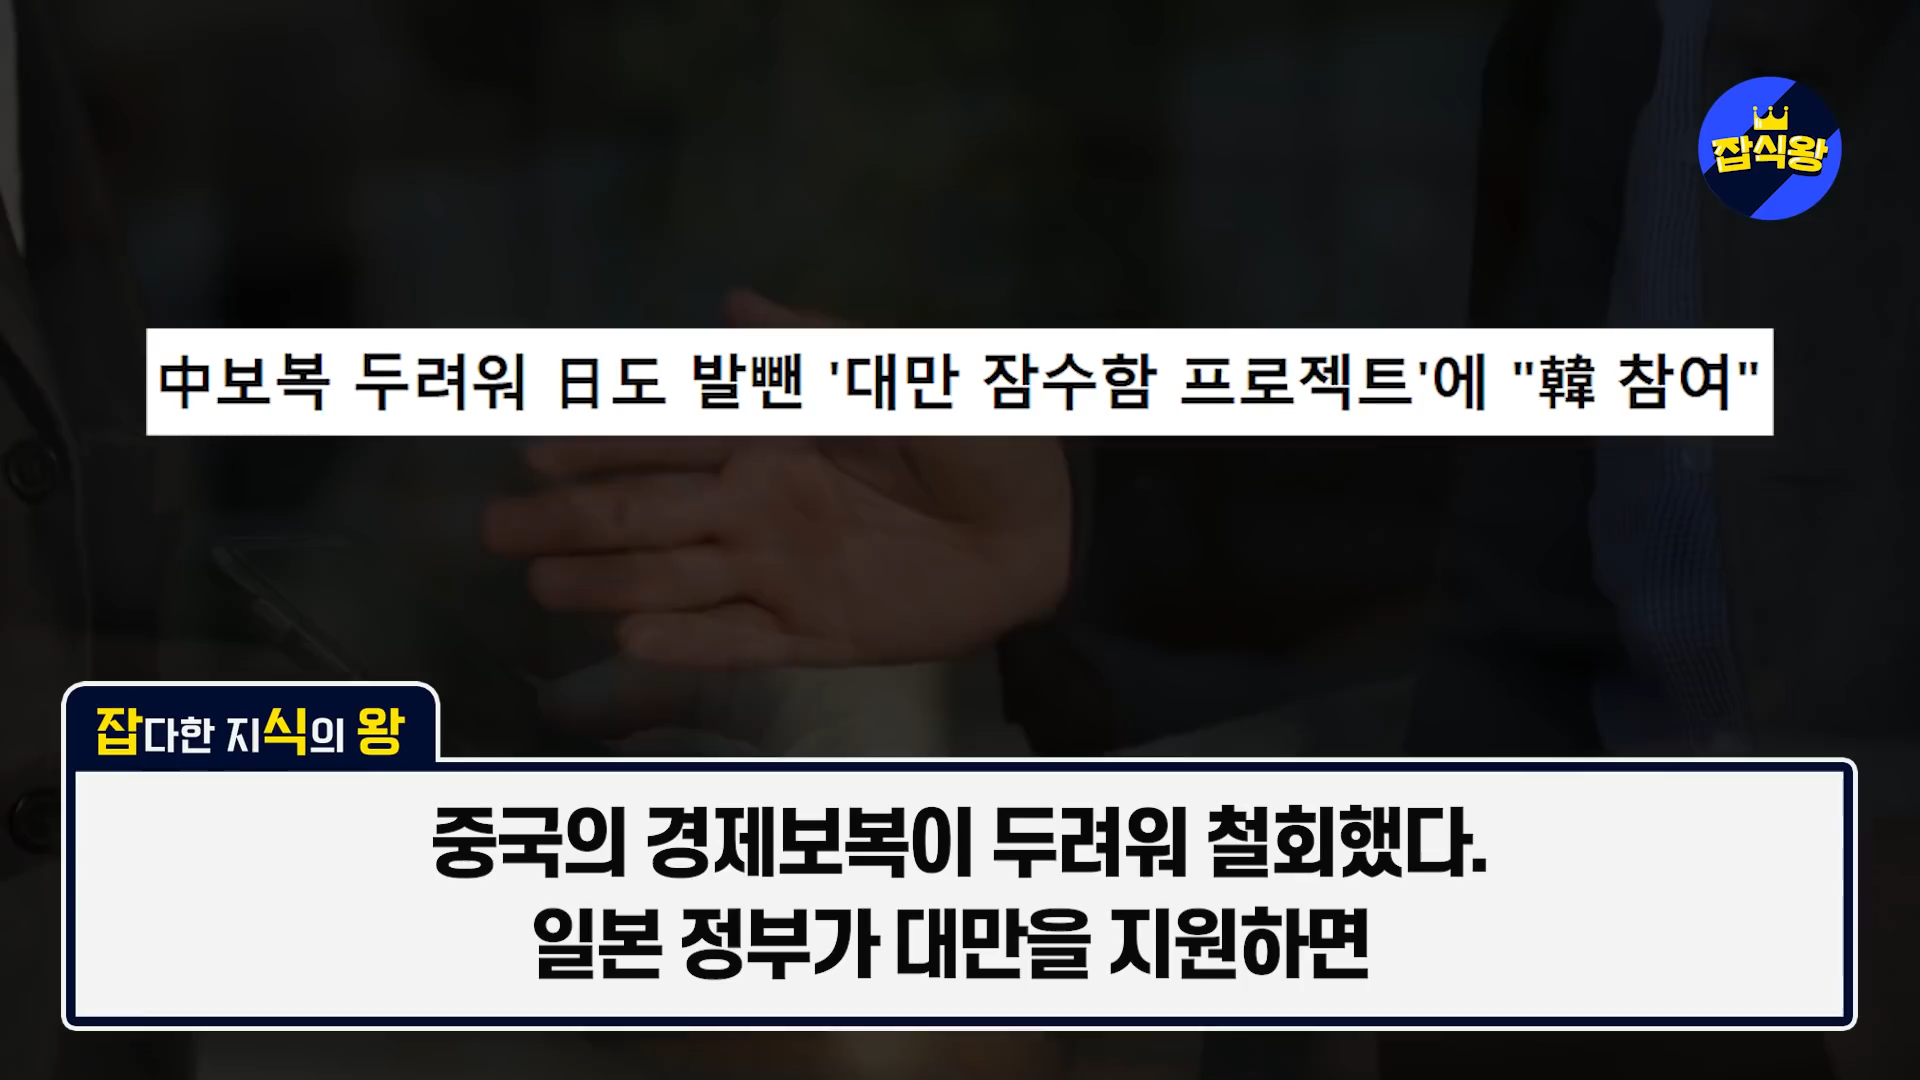 잡식왕
中보복 두려워 日도 발뺀 '대만 잠수함 프로젝트'에 "韓 참여"
잡다한 지식의 왕
중국의 경제보복이 두려워 철회했다.
일본 정부가 대만을 지원하면